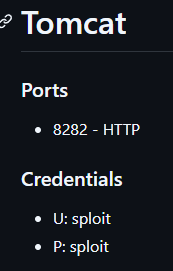 Tomcat
Ports
8282 - HTTP
Credentials
U: sploit
P: sploit